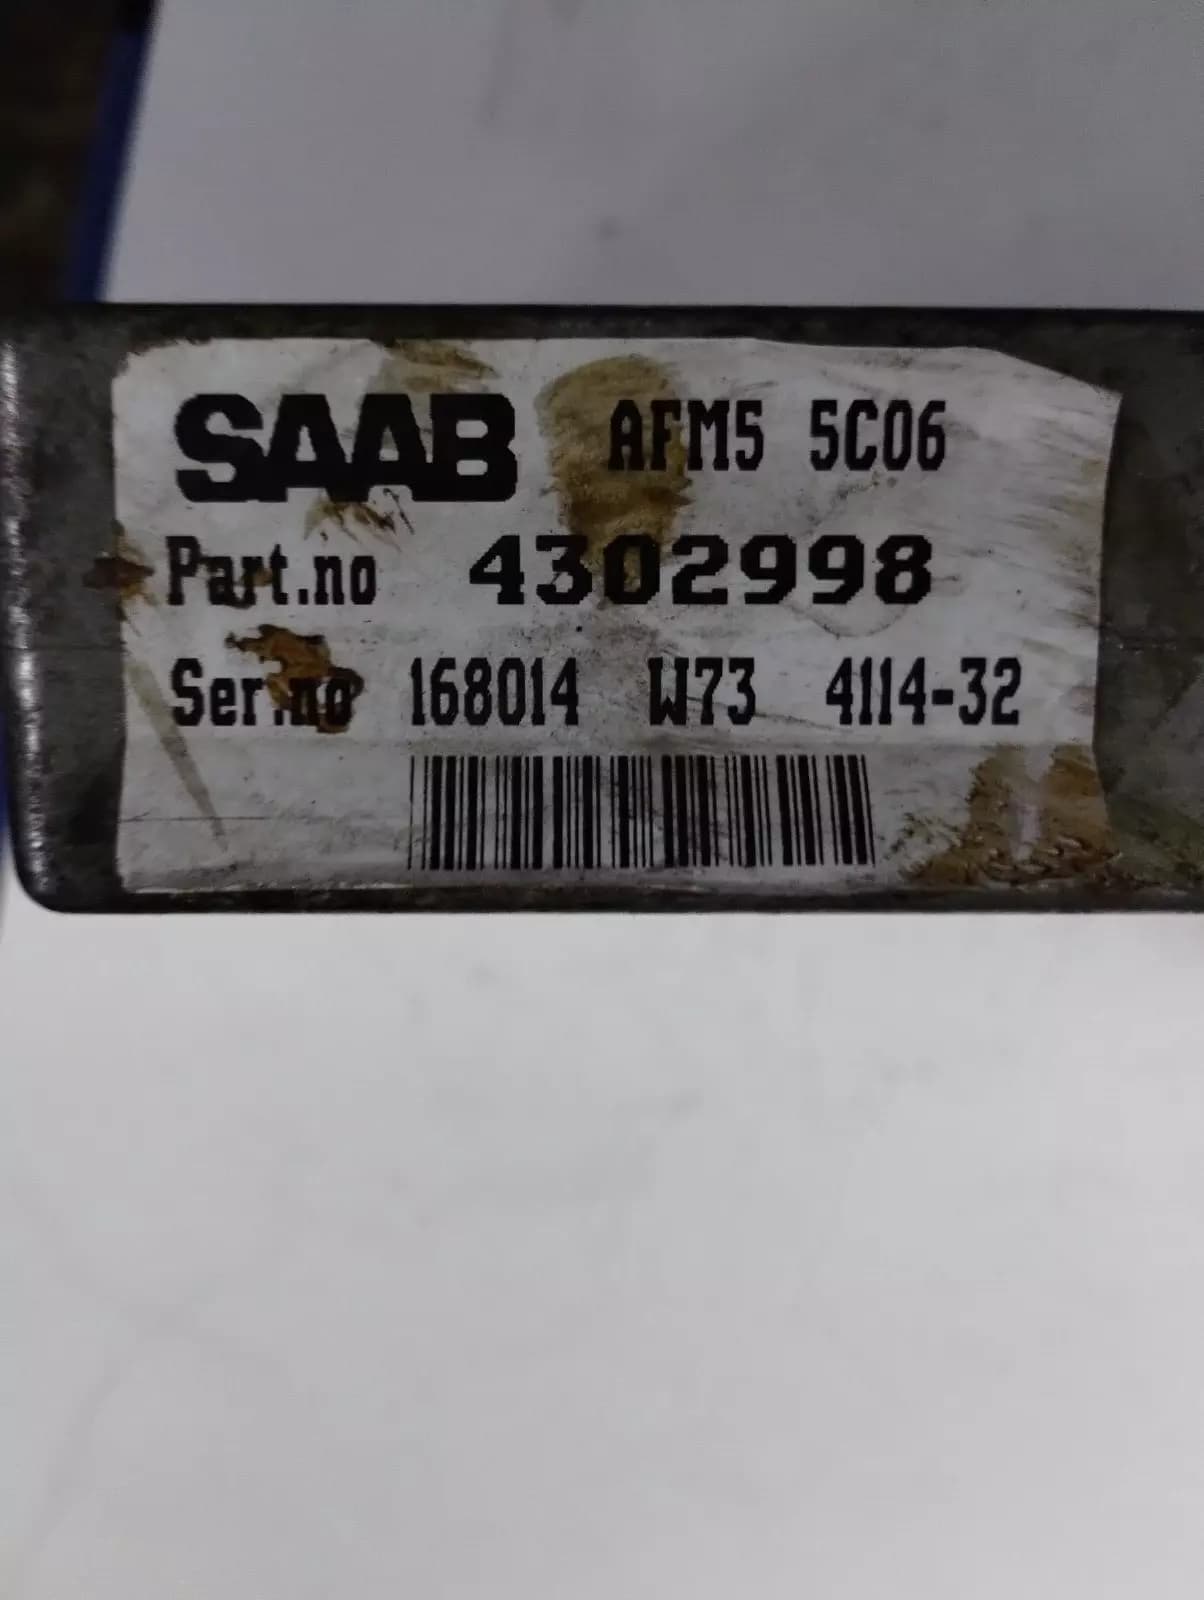 SAAB AFM5 5C06
Part.no 4302998
Ser.no 168014 W73 4114-32